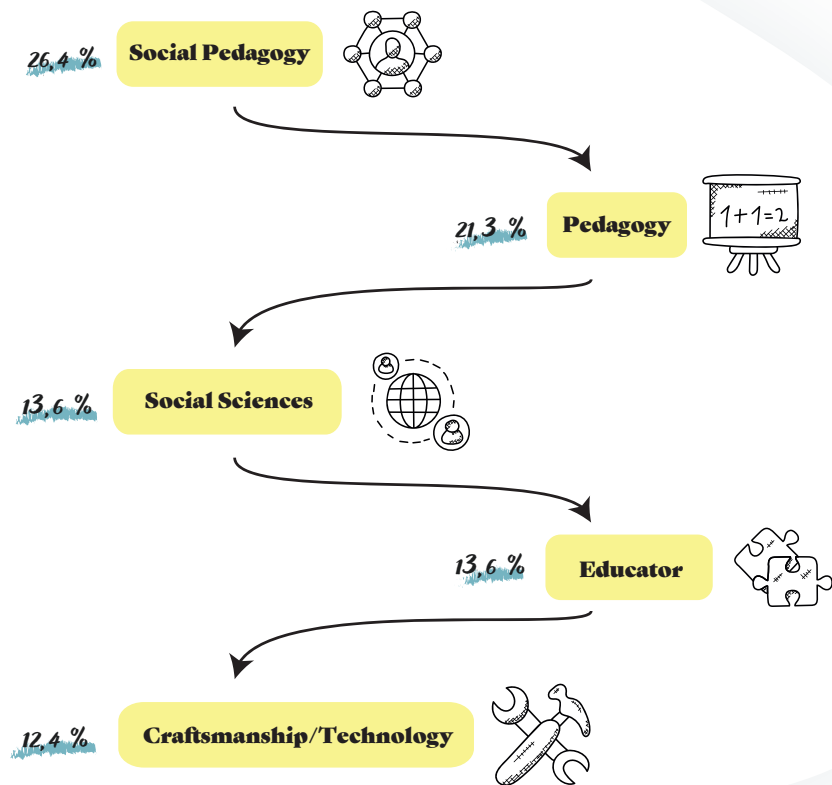 26,4 %
Social Pedagogy
21,3 %
Pedagogy
1+1=2
13,6 %
Social Sciences
13,6 %
Educator
12,4 %
Craftsmanship/Technology